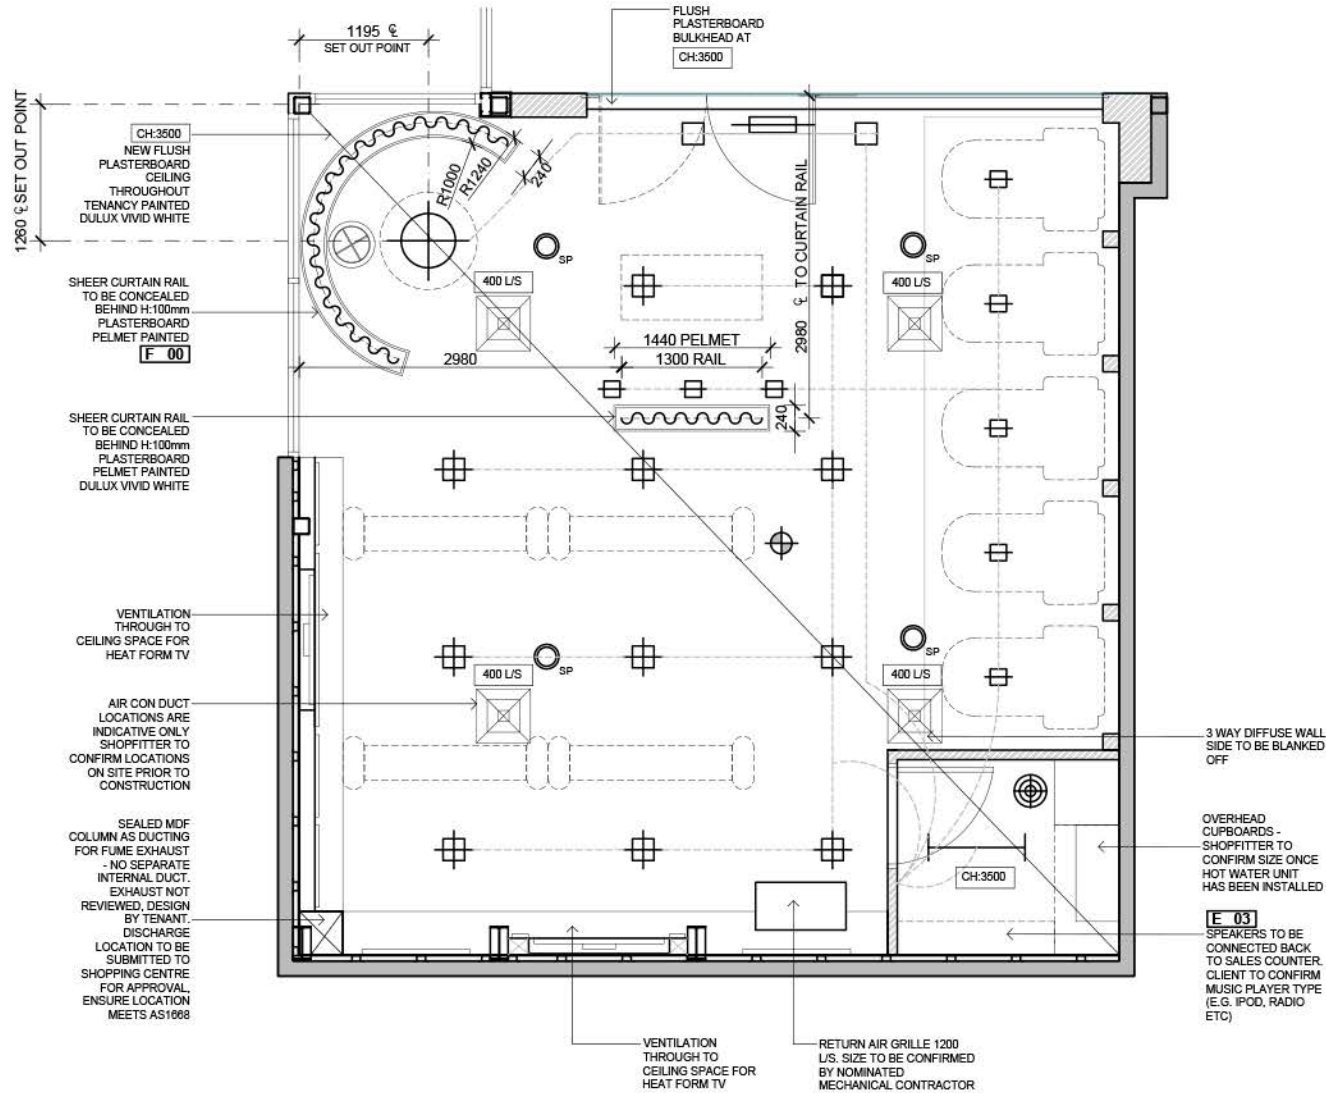 1195 ℄
SET OUT POINT
FLUSH
PLASTERBOARD
BULKHEAD AT
CH:3500
1260 ℄ SET OUT POINT
CH:3500
NEW FLUSH
PLASTERBOARD
CEILING
THROUGHOUT
TENANCY PAINTED
DULUX VIVID WHITE
R1000
R1240
240
2980 ℄ TO CURTAIN RAIL
SP
SP
400 L/S
400 L/S
SHEER CURTAIN RAIL
TO BE CONCEALED
BEHIND H:100mm
PLASTERBOARD
PELMET PAINTED
F 00
1440 PELMET
2980
1300 RAIL
240
SHEER CURTAIN RAIL
TO BE CONCEALED
BEHIND H:100mm
PLASTERBOARD
PELMET PAINTED
DULUX VIVID WHITE
VENTILATION
THROUGH TO
CEILING SPACE FOR
HEAT FORM TV
SP
SP
400 L/S
400 L/S
AIR CON DUCT
LOCATIONS ARE
INDICATIVE ONLY
SHOPFITTER TO
CONFIRM LOCATIONS
ON SITE PRIOR TO
CONSTRUCTION
3 WAY DIFFUSE WALL
SIDE TO BE BLANKED
OFF
SEALED MDF
COLUMN AS DUCTING
FOR FUME EXHAUST
- NO SEPARATE
INTERNAL DUCT.
EXHAUST NOT
REVIEWED, DESIGN
BY TENANT.
DISCHARGE
LOCATION TO BE
SUBMITTED TO
SHOPPING CENTRE
FOR APPROVAL,
ENSURE LOCATION
MEETS AS1668
OVERHEAD
CUPBOARDS -
SHOPFITTER TO
CONFIRM SIZE ONCE
HOT WATER UNIT
HAS BEEN INSTALLED
CH:3500
E 03
SPEAKERS TO BE
CONNECTED BACK
TO SALES COUNTER.
CLIENT TO CONFIRM
MUSIC PLAYER TYPE
(E.G. IPOD, RADIO
ETC)
VENTILATION
THROUGH TO
CEILING SPACE FOR
HEAT FORM TV
RETURN AIR GRILLE 1200
L/S. SIZE TO BE CONFIRMED
BY NOMINATED
MECHANICAL CONTRACTOR